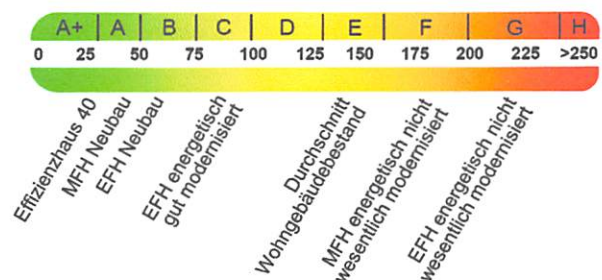 A+ A B C D E F G H
0 25 50 75 100 125 150 175 200 225 >250
Effizienzhaus 40
MFH Neubau
EFH Neubau
EFH energetisch
gut modernisiert
Durchschnitt
Wohngebäudebestand
MFH energetisch nicht
wesentlich modernisiert
EFH energetisch nicht
wesentlich modernisiert